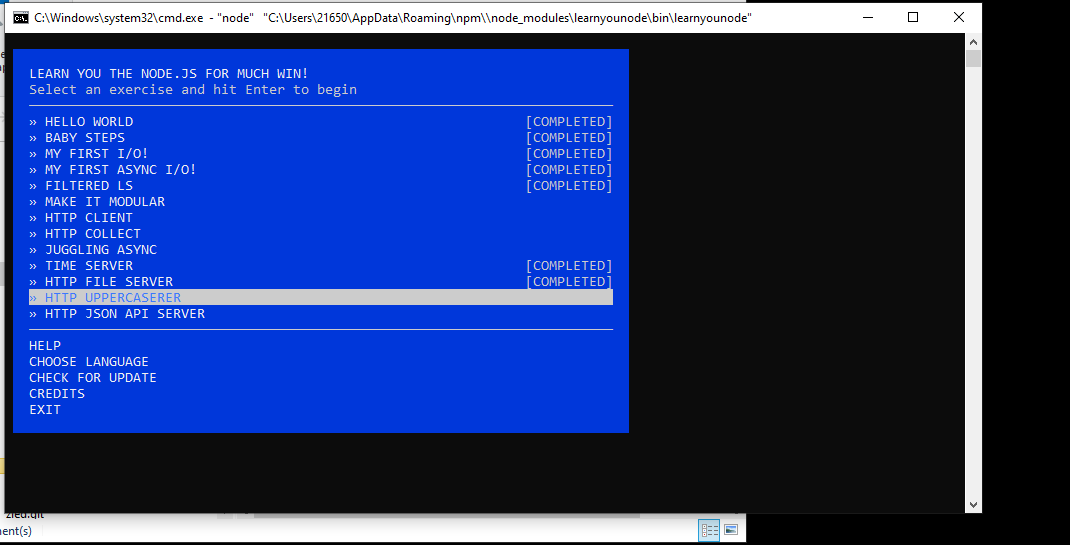 C:\Windows\system32\cmd.exe - "node" "C:\Users\21650\AppData\Roaming\npm\\node_modules\learnyounode\bin\learnyounode"
LEARN YOU THE NODE.JS FOR MUCH WIN!
Select an exercise and hit Enter to begin
» HELLO WORLD [COMPLETED]
» BABY STEPS [COMPLETED]
» MY FIRST I/O! [COMPLETED]
» MY FIRST ASYNC I/O! [COMPLETED]
» FILTERED LS [COMPLETED]
» MAKE IT MODULAR
» HTTP CLIENT
» HTTP COLLECT
» JUGGLING ASYNC
» TIME SERVER [COMPLETED]
» HTTP FILE SERVER [COMPLETED]
» HTTP UPPERCASERER
» HTTP JSON API SERVER
HELP
CHOOSE LANGUAGE
CHECK FOR UPDATE
CREDITS
EXIT
ment(s)